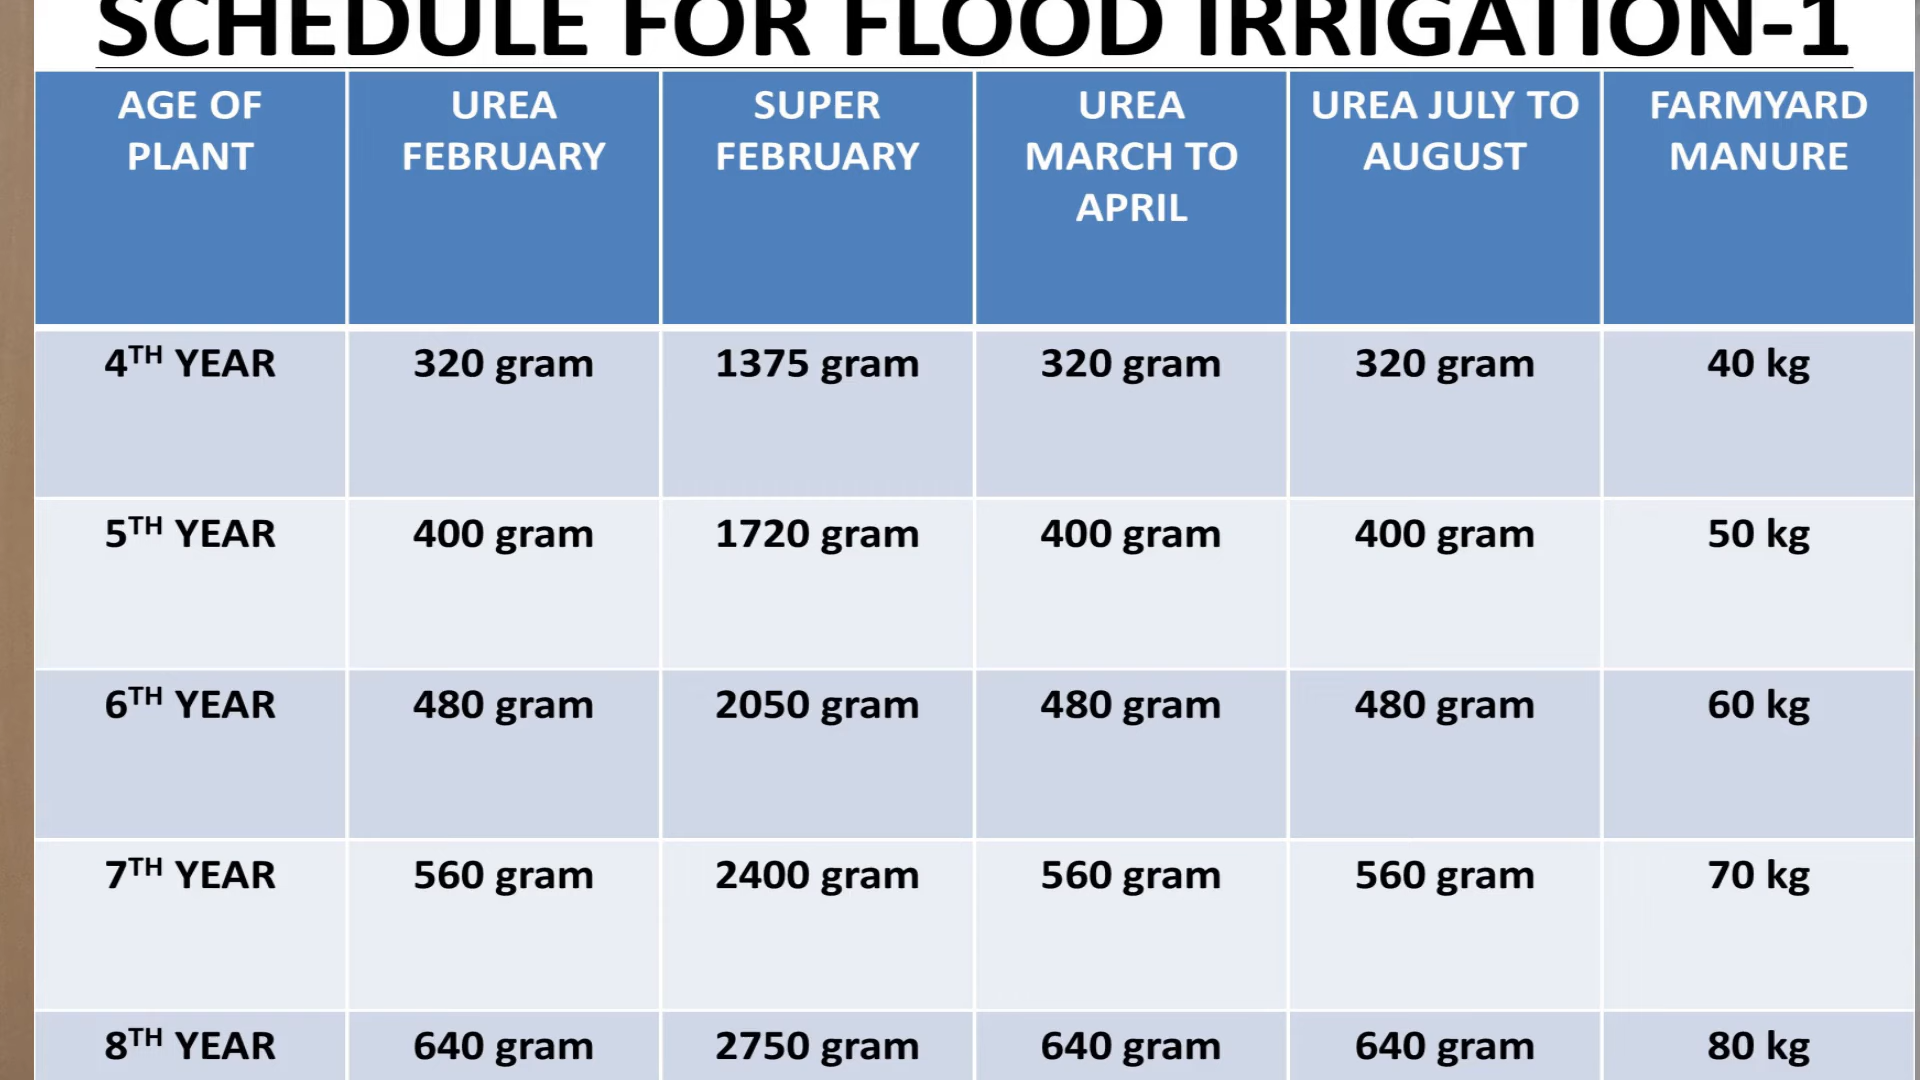 SCHEDULE FOR FLOOD IRRIGATION-1
AGE OF PLANT UREA FEBRUARY SUPER FEBRUARY UREA MARCH TO APRIL UREA JULY TO AUGUST FARMYARD MANURE
4TH YEAR 320 gram 1375 gram 320 gram 320 gram 40 kg
5TH YEAR 400 gram 1720 gram 400 gram 400 gram 50 kg
6TH YEAR 480 gram 2050 gram 480 gram 480 gram 60 kg
7TH YEAR 560 gram 2400 gram 560 gram 560 gram 70 kg
8TH YEAR 640 gram 2750 gram 640 gram 640 gram 80 kg